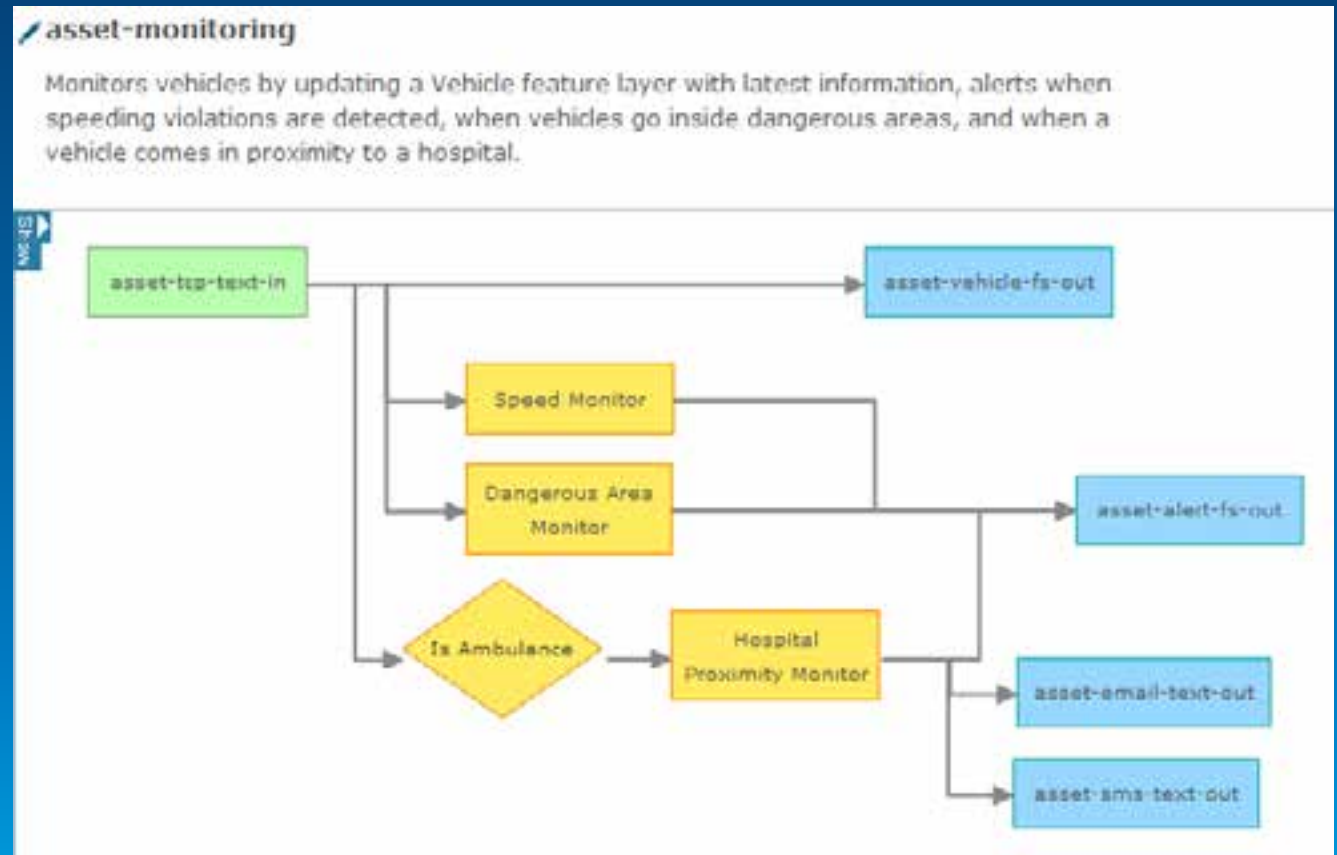 asset-monitoring
Monitors vehicles by updating a Vehicle feature layer with latest information, alerts when
speeding violations are detected, when vehicles go inside dangerous areas, and when a
vehicle comes in proximity to a hospital.
Show
asset-tcp-text-in
asset-vehicle-fs-out
Speed Monitor
Dangerous Area
Monitor
asset-alert-fs-out
Is Ambulance
Hospital
Proximity Monitor
asset-email-text-out
asset-sms-text-out